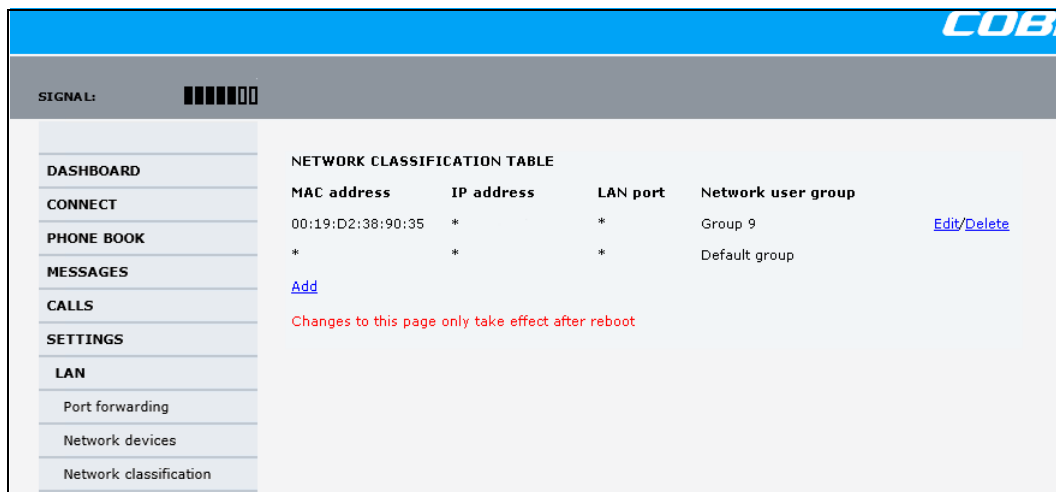 SIGNAL:
DASHBOARD
CONNECT
PHONE BOOK
MESSAGES
CALLS
SETTINGS
LAN
Port forwarding
Network devices
Network classification
NETWORK CLASSIFICATION TABLE
MAC address IP address LAN port Network user group
00:19:D2:38:90:35 * * Group 9 Edit/Delete
* * * Default group
Add
Changes to this page only take effect after reboot